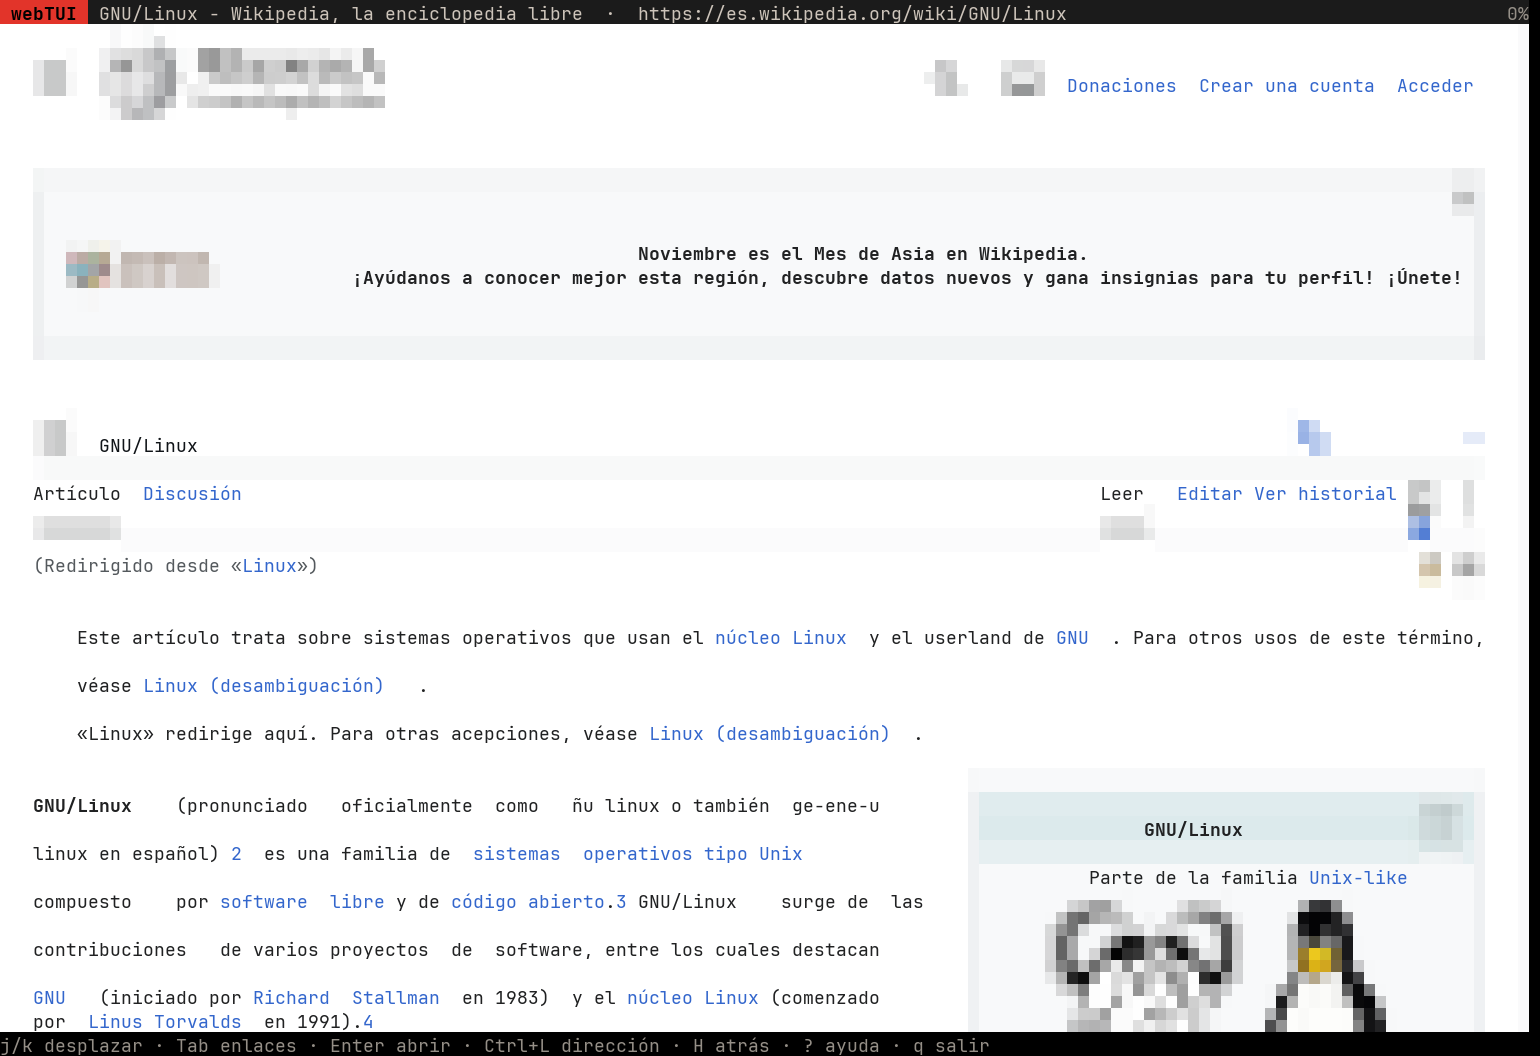 webTUI GNU/Linux - Wikipedia, la enciclopedia libre · https://es.wikipedia.org/wiki/GNU/Linux 0%
Donaciones Crear una cuenta Acceder
Noviembre es el Mes de Asia en Wikipedia.
¡Ayúdanos a conocer mejor esta región, descubre datos nuevos y gana insignias para tu perfil! ¡Únete!
GNU/Linux
Artículo Discusión Leer Editar Ver historial
(Redirigido desde «Linux»)
Este artículo trata sobre sistemas operativos que usan el núcleo Linux y el userland de GNU . Para otros usos de este término,
véase Linux (desambiguación) .
«Linux» redirige aquí. Para otras acepciones, véase Linux (desambiguación) .
GNU/Linux (pronunciado oficialmente como ñu linux o también ge-ene-u
linux en español) 2 es una familia de sistemas operativos tipo Unix
compuesto por software libre y de código abierto.3 GNU/Linux surge de las
contribuciones de varios proyectos de software, entre los cuales destacan
GNU (iniciado por Richard Stallman en 1983) y el núcleo Linux (comenzado
por Linus Torvalds en 1991).4
GNU/Linux
Parte de la familia Unix-like
j/k desplazar · Tab enlaces · Enter abrir · Ctrl+L dirección · H atrás · ? ayuda · q salir